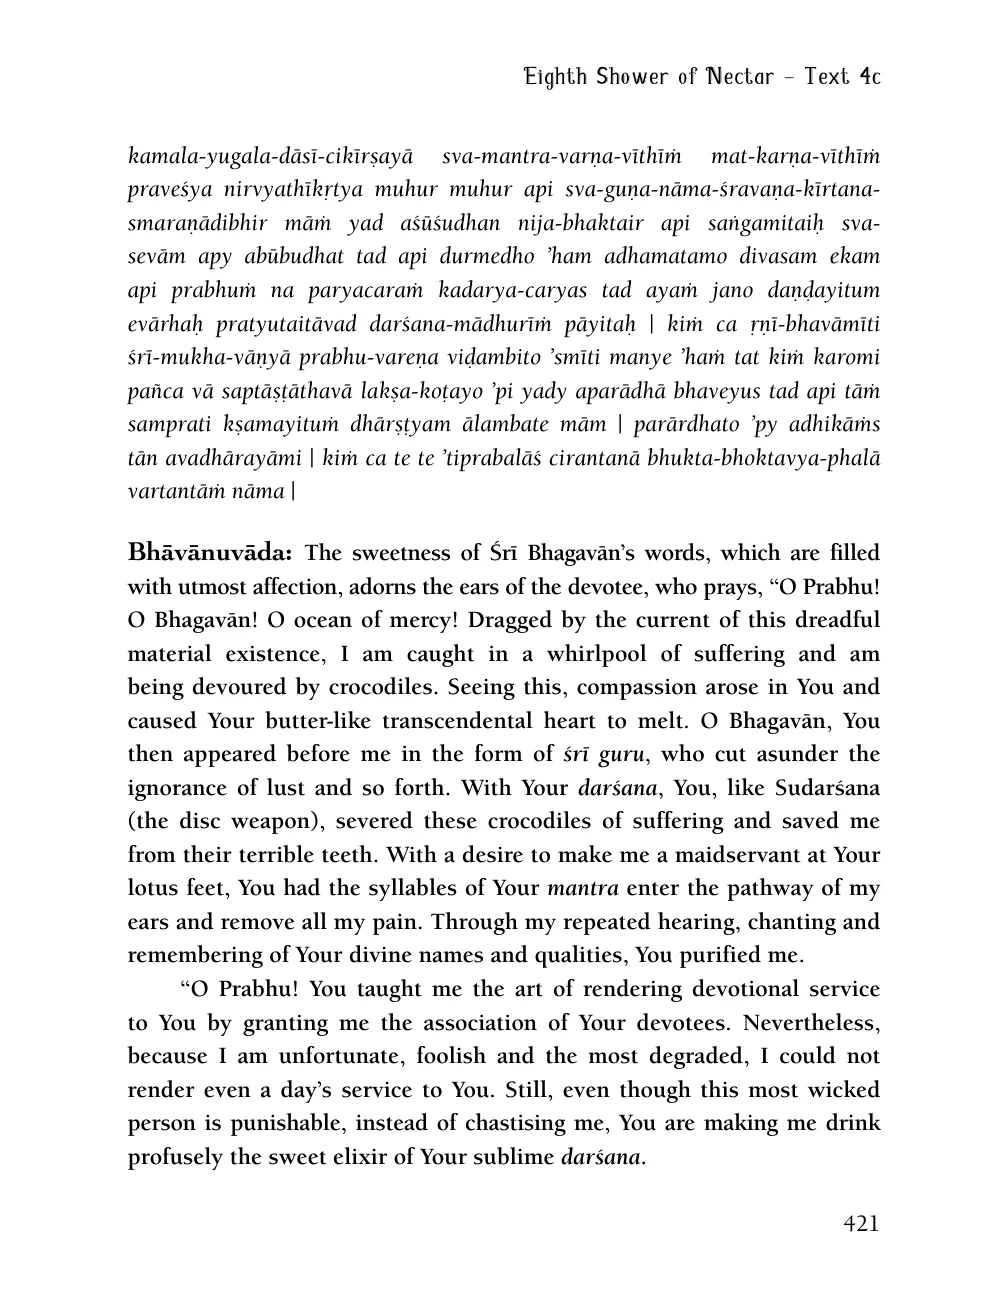 Eighth Shower of Nectar – Text 4c
kamala-yugala-dāsī-cikīrṣayā sva-mantra-varṇa-vīthīṁ mat-karṇa-vīthīṁ
praveśya nirvyathīkṛtya muhur muhur api sva-guṇa-nāma-śravaṇa-kīrtana-
smaraṇādibhir māṁ yad aśūśudhan nija-bhaktair api saṅgamitaiḥ sva-
sevām apy abūbudhat tad api durmedho ’ham adhamatamo divasam ekam
api prabhuṁ na paryacaraṁ kadarya-caryas tad ayaṁ jano daṇḍayitum
evārhaḥ pratyutaitāvad darśana-mādhurīṁ pāyitaḥ | kiṁ ca ṛṇī-bhavāmīti
śrī-mukha-vāṇyā prabhu-vareṇa viḍambito ’smīti manye ’haṁ tat kiṁ karomi
pañca vā saptāṣṭāthavā lakṣa-koṭayo ’pi yady aparādhā bhaveyus tad api tāṁ
samprati kṣamayituṁ dhārṣṭyam ālambate mām | parārdhato ’py adhikāṁs
tān avadhārayāmi | kiṁ ca te te ’tiprabalāś cirantanā bhukta-bhoktavya-phalā
vartantāṁ nāma |
Bhāvānuvāda: The sweetness of Śrī Bhagavān’s words, which are filled
with utmost affection, adorns the ears of the devotee, who prays, “O Prabhu!
O Bhagavān! O ocean of mercy! Dragged by the current of this dreadful
material existence, I am caught in a whirlpool of suffering and am
being devoured by crocodiles. Seeing this, compassion arose in You and
caused Your butter-like transcendental heart to melt. O Bhagavān, You
then appeared before me in the form of śrī guru, who cut asunder the
ignorance of lust and so forth. With Your darśana, You, like Sudarśana
(the disc weapon), severed these crocodiles of suffering and saved me
from their terrible teeth. With a desire to make me a maidservant at Your
lotus feet, You had the syllables of Your mantra enter the pathway of my
ears and remove all my pain. Through my repeated hearing, chanting and
remembering of Your divine names and qualities, You purified me.
“O Prabhu! You taught me the art of rendering devotional service
to You by granting me the association of Your devotees. Nevertheless,
because I am unfortunate, foolish and the most degraded, I could not
render even a day’s service to You. Still, even though this most wicked
person is punishable, instead of chastising me, You are making me drink
profusely the sweet elixir of Your sublime darśana.
421